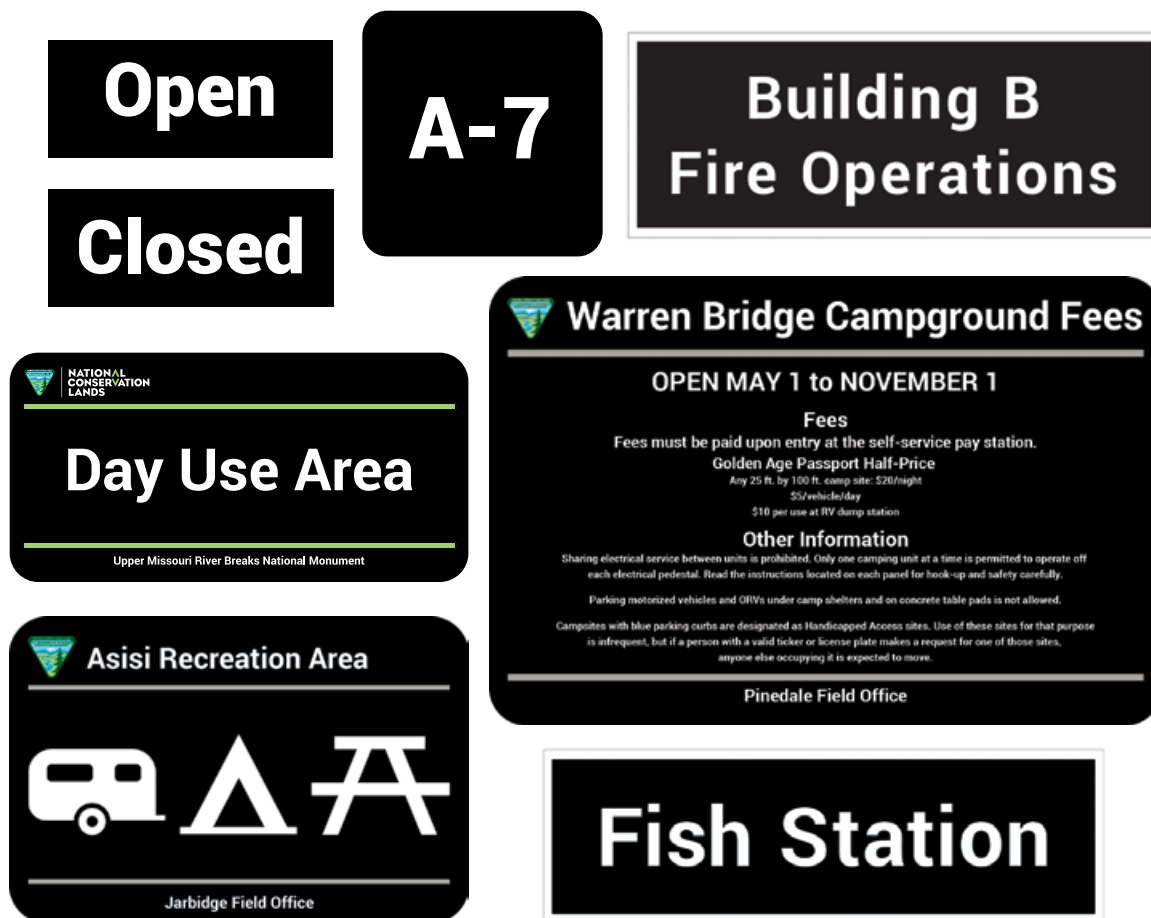 Open
Closed
A-7
Building B
Fire Operations
NATIONAL
CONSERVATION
LANDS
Day Use Area
Upper Missouri River Breaks National Monument
Warren Bridge Campground Fees
OPEN MAY 1 to NOVEMBER 1
Fees
Fees must be paid upon entry at the self-service pay station.
Golden Age Passport Half-Price
Any 25 ft. by 100 ft. camp site: $20/night
$5/vehicle/day
$10 per use at RV dump station
Other Information
Sharing electrical service between units is prohibited. Only one camping unit at a time is permitted to operate off
each electrical pedestal. Read the instructions located on each panel for hook-up and safety carefully.
Parking motorized vehicles and ORVs under camp shelters and on concrete table pads is not allowed.
Campsites with blue parking curbs are designated as Handicapped Access sites. Use of these sites for that purpose
is infrequent, but if a person with a valid ticker or license plate makes a request for one of those sites,
anyone else occupying it is expected to move.
Pinedale Field Office
Asisi Recreation Area
Jarbidge Field Office
Fish Station